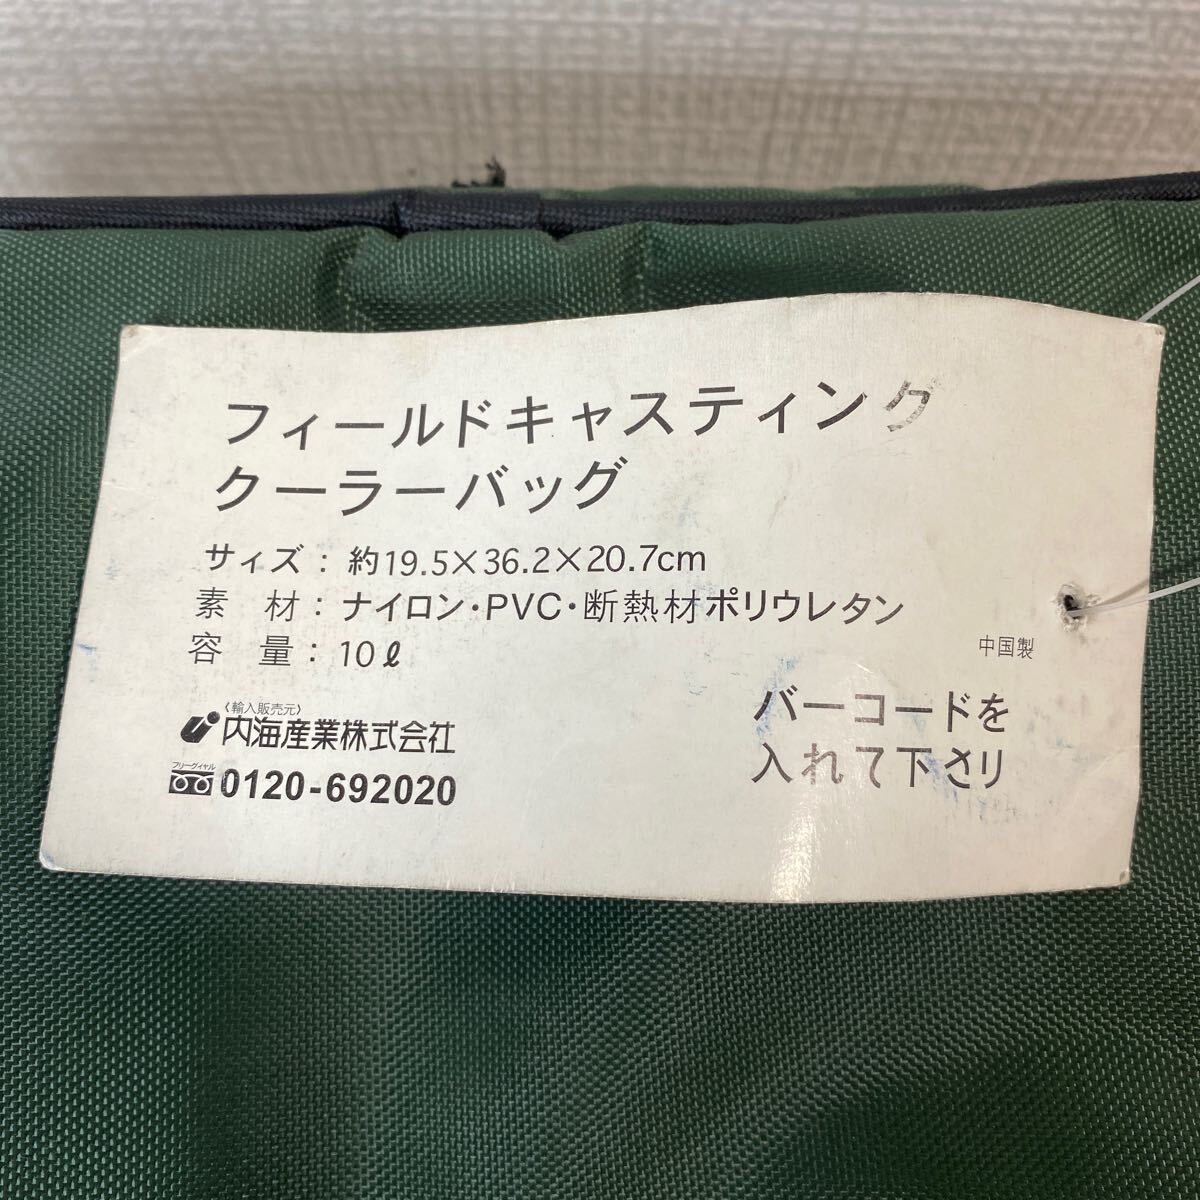 フィールドキャスティング
クーラーバッグ
サイズ：約19.5×36.2×20.7cm
素　材：ナイロン・PVC・断熱材ポリウレタン
容　量：10ℓ
中国製
〈輸入販売元〉
内海産業株式会社
フリーダイヤル
0120-692020
バーコードを
入れて下さり